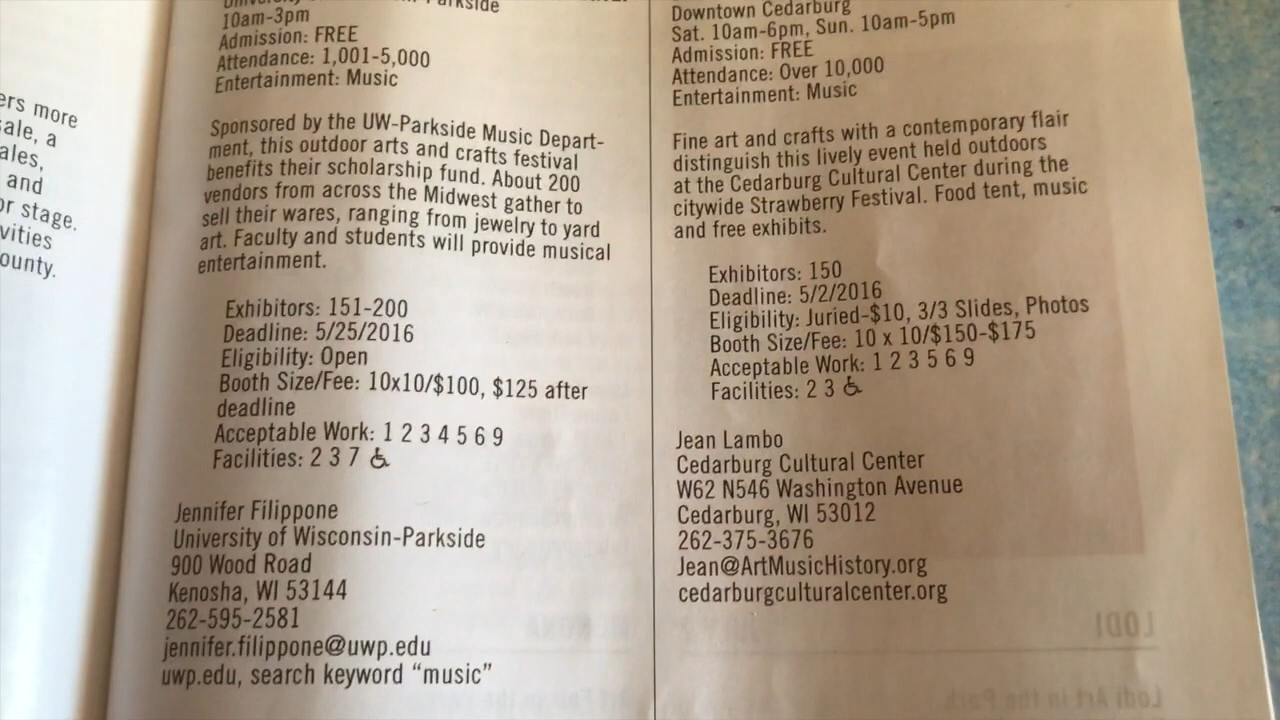 ers more
ale, a
ales,
and
or stage.
vities
ounty.
Parkside
10am-3pm
Admission: FREE
Attendance: 1,001-5,000
Entertainment: Music
Sponsored by the UW-Parkside Music Depart-
ment, this outdoor arts and crafts festival
benefits their scholarship fund. About 200
vendors from across the Midwest gather to
sell their wares, ranging from jewelry to yard
art. Faculty and students will provide musical
entertainment.
Exhibitors: 151-200
Deadline: 5/25/2016
Eligibility: Open
Booth Size/Fee: 10x10/$100, $125 after
deadline
Acceptable Work: 1 2 3 4 5 6 9
Facilities: 2 3 7 ♿
Jennifer Filippone
University of Wisconsin-Parkside
900 Wood Road
Kenosha, WI 53144
262-595-2581
jennifer.filippone@uwp.edu
uwp.edu, search keyword “music”
Downtown Cedarburg
Sat. 10am-6pm, Sun. 10am-5pm
Admission: FREE
Attendance: Over 10,000
Entertainment: Music
Fine art and crafts with a contemporary flair
distinguish this lively event held outdoors
at the Cedarburg Cultural Center during the
citywide Strawberry Festival. Food tent, music
and free exhibits.
Exhibitors: 150
Deadline: 5/2/2016
Eligibility: Juried-$10, 3/3 Slides, Photos
Booth Size/Fee: 10 x 10/$150-$175
Acceptable Work: 1 2 3 5 6 9
Facilities: 2 3 ♿
Jean Lambo
Cedarburg Cultural Center
W62 N546 Washington Avenue
Cedarburg, WI 53012
262-375-3676
Jean@ArtMusicHistory.org
cedarburgculturalcenter.org